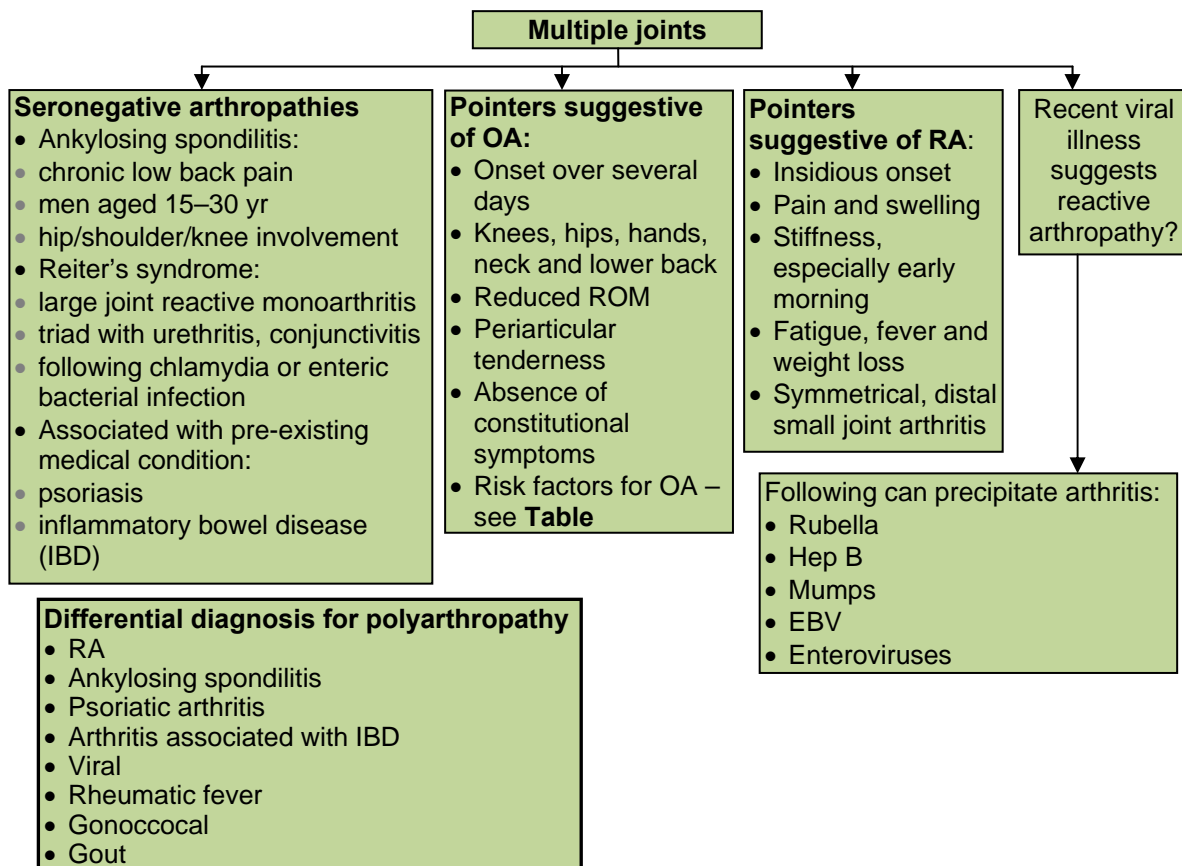 Multiple joints
Seronegative arthropathies
• Ankylosing spondilitis:
• chronic low back pain
• men aged 15–30 yr
• hip/shoulder/knee involvement
• Reiter's syndrome:
• large joint reactive monoarthritis
• triad with urethritis, conjunctivitis
• following chlamydia or enteric
bacterial infection
• Associated with pre-existing
medical condition:
• psoriasis
• inflammatory bowel disease
(IBD)
Pointers suggestive
of OA:
• Onset over several
days
• Knees, hips, hands,
neck and lower back
• Reduced ROM
• Periarticular
tenderness
• Absence of
constitutional
symptoms
• Risk factors for OA –
see Table
Pointers
suggestive of RA:
• Insidious onset
• Pain and swelling
• Stiffness,
especially early
morning
• Fatigue, fever and
weight loss
• Symmetrical, distal
small joint arthritis
Recent viral
illness
suggests
reactive
arthropathy?
Following can precipitate arthritis:
• Rubella
• Hep B
• Mumps
• EBV
• Enteroviruses
Differential diagnosis for polyarthropathy
• RA
• Ankylosing spondilitis
• Psoriatic arthritis
• Arthritis associated with IBD
• Viral
• Rheumatic fever
• Gonoccocal
• Gout